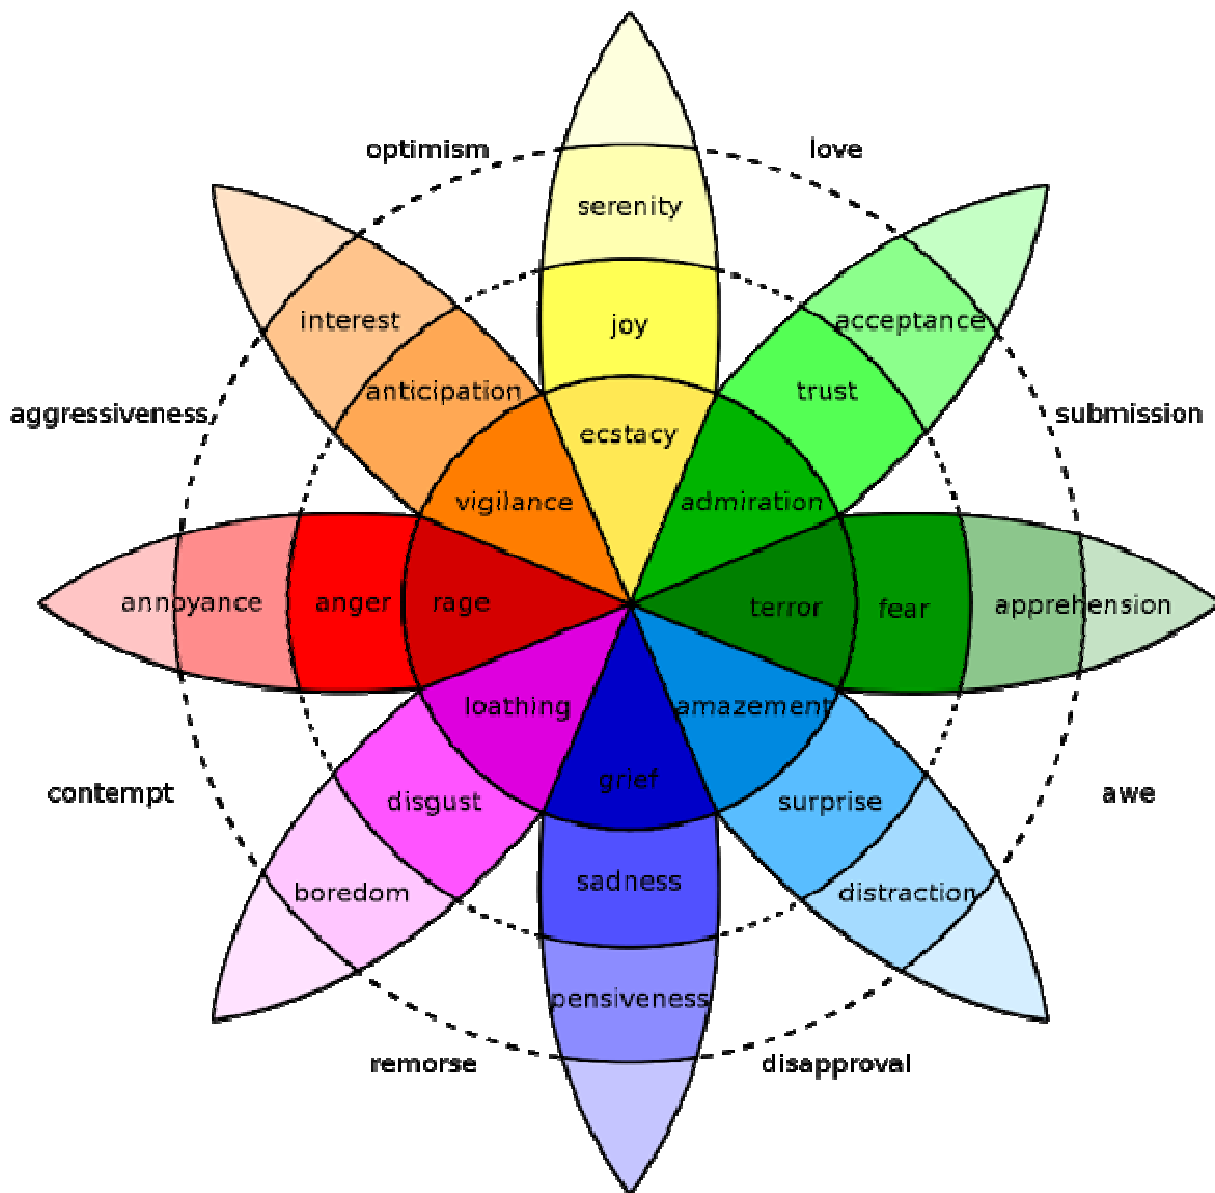 optimism
love
serenity
interest
joy
acceptance
anticipation
trust
aggressiveness
submission
ecstacy
vigilance
admiration
annoyance
anger
rage
terror
fear
apprehension
loathing
amazement
grief
contempt
awe
disgust
surprise
sadness
boredom
distraction
pensiveness
remorse
disapproval